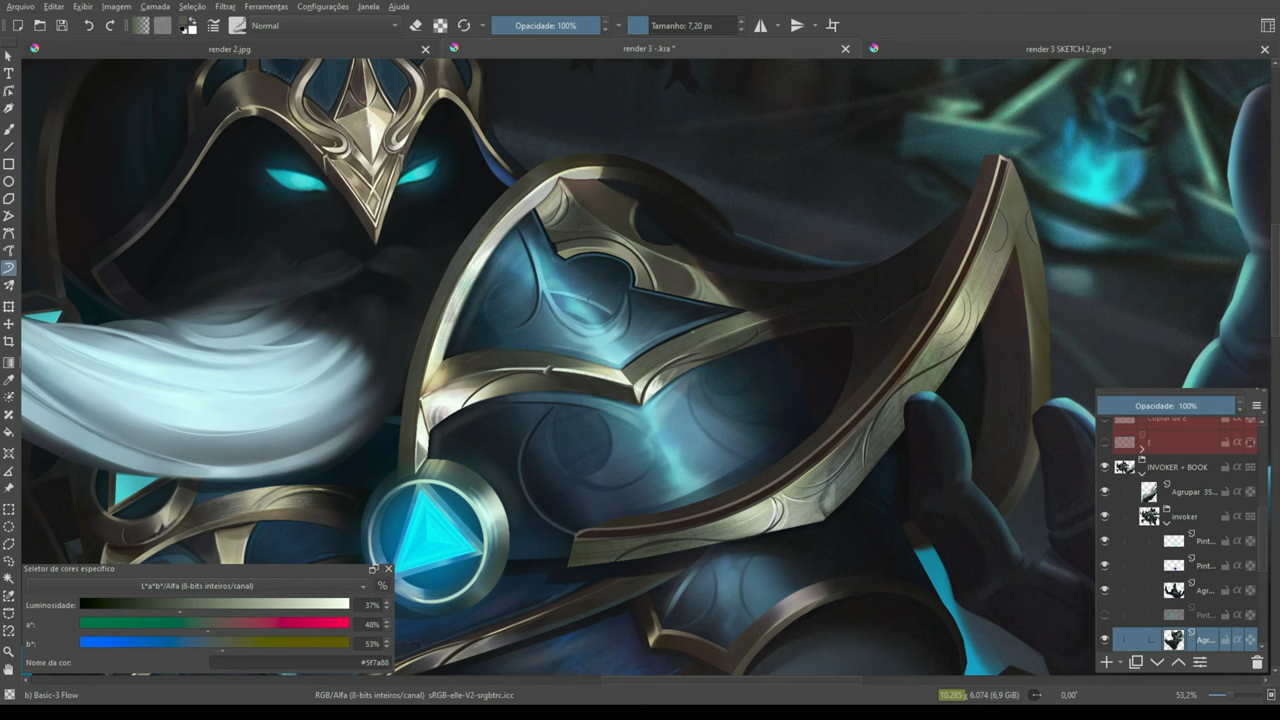 Arquivo Editar Exibir Imagem Camada Seleção Filtrar Ferramentas Configurações Janela Ajuda
Normal Opacidade: 100% Tamanho: 7,20 px
render 2.jpg render 3 -.kra * render 3 SKETCH 2.png *
Opacidade: 100%
Copiar de E
E
INVOKER + BOOK
Agrupar 35...
invoker
Pint...
Pint...
Agr...
Pint...
Agr...
Seletor de cores específico
L*a*b*/Alfa (8-bits inteiros/canal) %
Luminosidade: 37%
a*: 48%
b*: 53%
Nome da cor: #5f7a88
b) Basic-3 Flow RGB/Alfa (8-bits inteiros/canal) sRGB-elle-V2-srgbtrc.icc 10.285 x 6.074 (6,9 GiB) 0,00° 53,2%